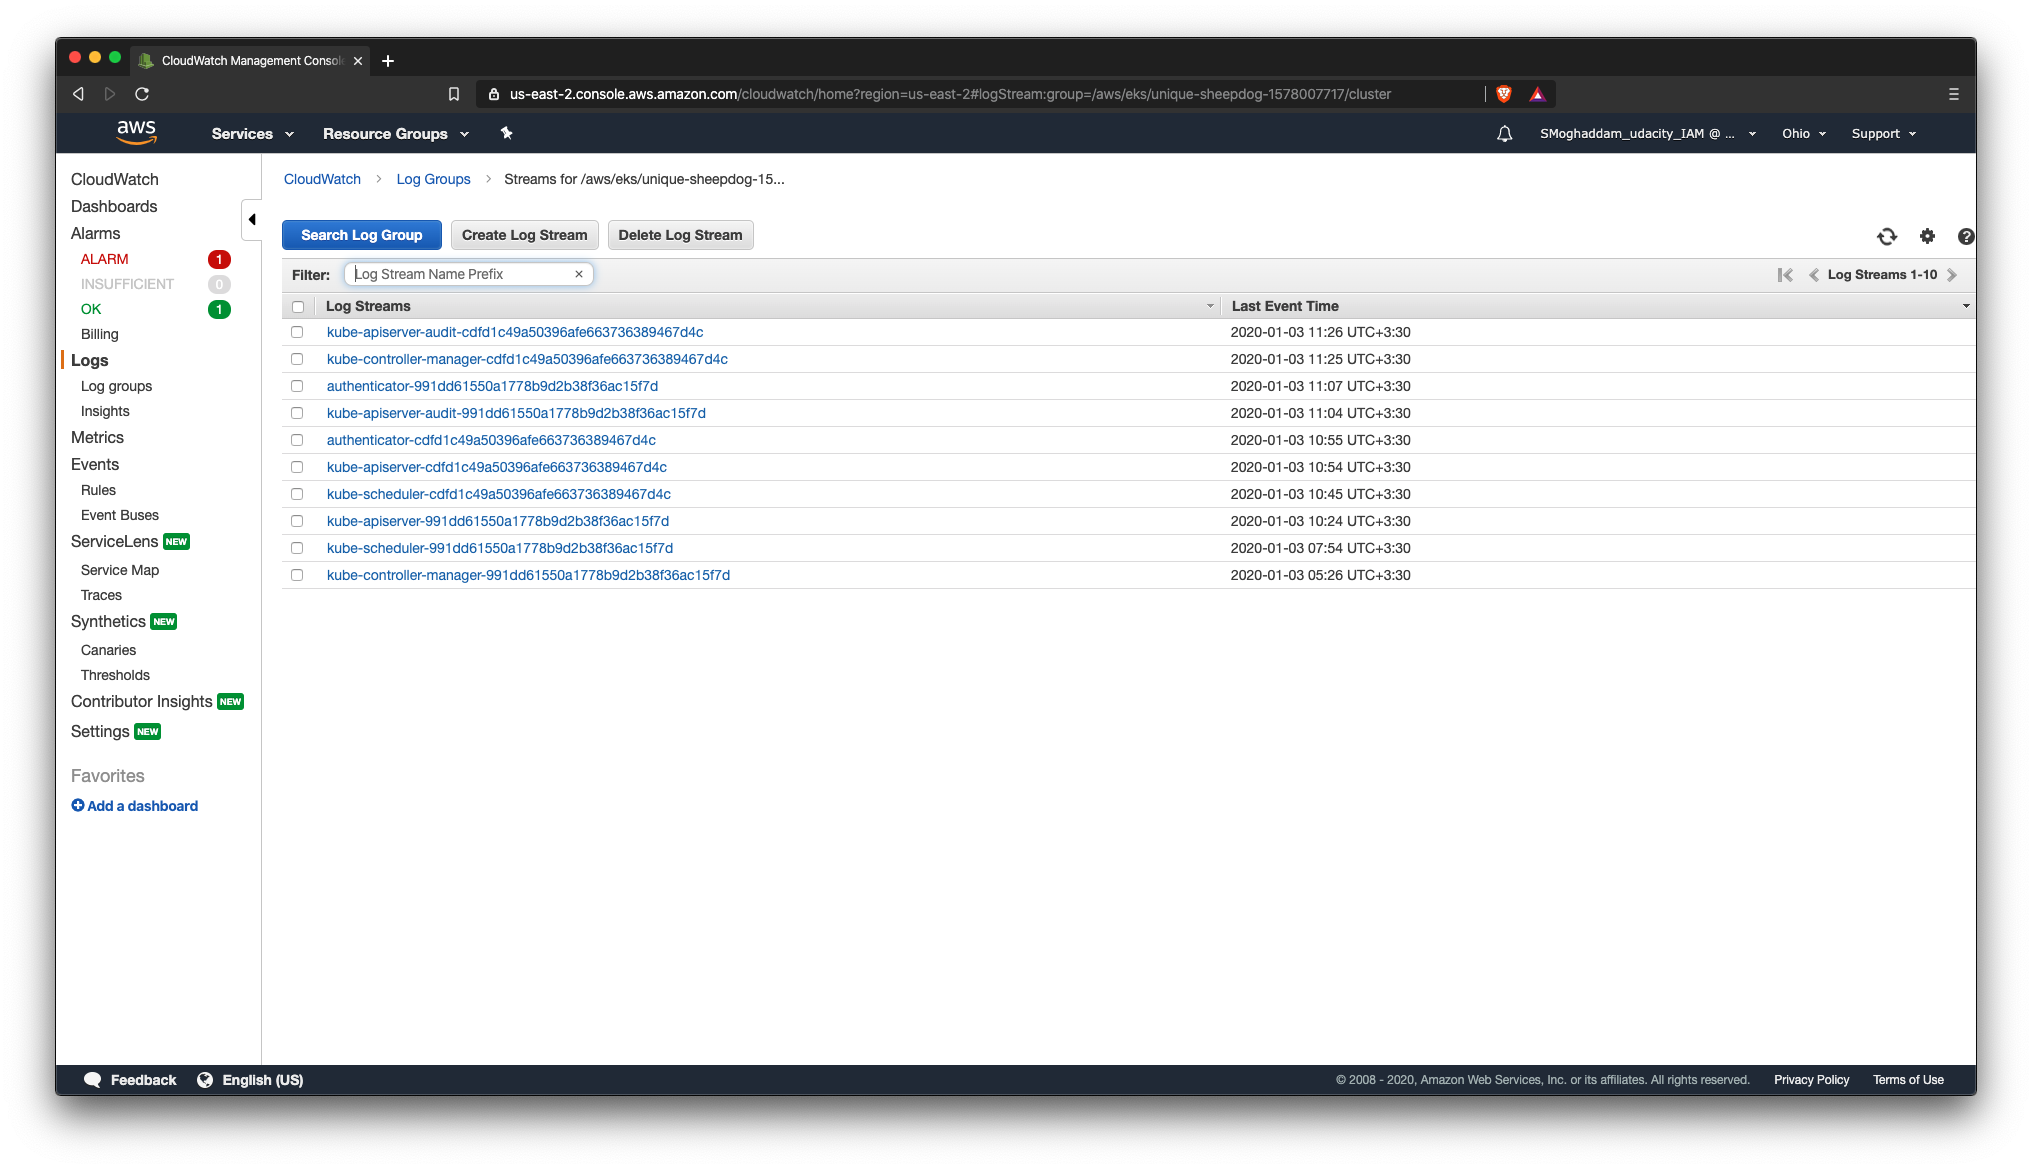 CloudWatch Management Consol
us-east-2.console.aws.amazon.com/cloudwatch/home?region=us-east-2#logStream:group=/aws/eks/unique-sheepdog-1578007717/cluster
aws Services Resource Groups SMoghaddam_udacity_IAM @ ... Ohio Support
CloudWatch
Dashboards
Alarms
ALARM 1
INSUFFICIENT 0
OK 1
Billing
Logs
Log groups
Insights
Metrics
Events
Rules
Event Buses
ServiceLens NEW
Service Map
Traces
Synthetics NEW
Canaries
Thresholds
Contributor Insights NEW
Settings NEW
Favorites
Add a dashboard
CloudWatch > Log Groups > Streams for /aws/eks/unique-sheepdog-15...
Search Log Group Create Log Stream Delete Log Stream
Filter: Log Stream Name Prefix × Log Streams 1-10
Log Streams Last Event Time
kube-apiserver-audit-cdfd1c49a50396afe663736389467d4c 2020-01-03 11:26 UTC+3:30
kube-controller-manager-cdfd1c49a50396afe663736389467d4c 2020-01-03 11:25 UTC+3:30
authenticator-991dd61550a1778b9d2b38f36ac15f7d 2020-01-03 11:07 UTC+3:30
kube-apiserver-audit-991dd61550a1778b9d2b38f36ac15f7d 2020-01-03 11:04 UTC+3:30
authenticator-cdfd1c49a50396afe663736389467d4c 2020-01-03 10:55 UTC+3:30
kube-apiserver-cdfd1c49a50396afe663736389467d4c 2020-01-03 10:54 UTC+3:30
kube-scheduler-cdfd1c49a50396afe663736389467d4c 2020-01-03 10:45 UTC+3:30
kube-apiserver-991dd61550a1778b9d2b38f36ac15f7d 2020-01-03 10:24 UTC+3:30
kube-scheduler-991dd61550a1778b9d2b38f36ac15f7d 2020-01-03 07:54 UTC+3:30
kube-controller-manager-991dd61550a1778b9d2b38f36ac15f7d 2020-01-03 05:26 UTC+3:30
Feedback English (US) © 2008 - 2020, Amazon Web Services, Inc. or its affiliates. All rights reserved. Privacy Policy Terms of Use